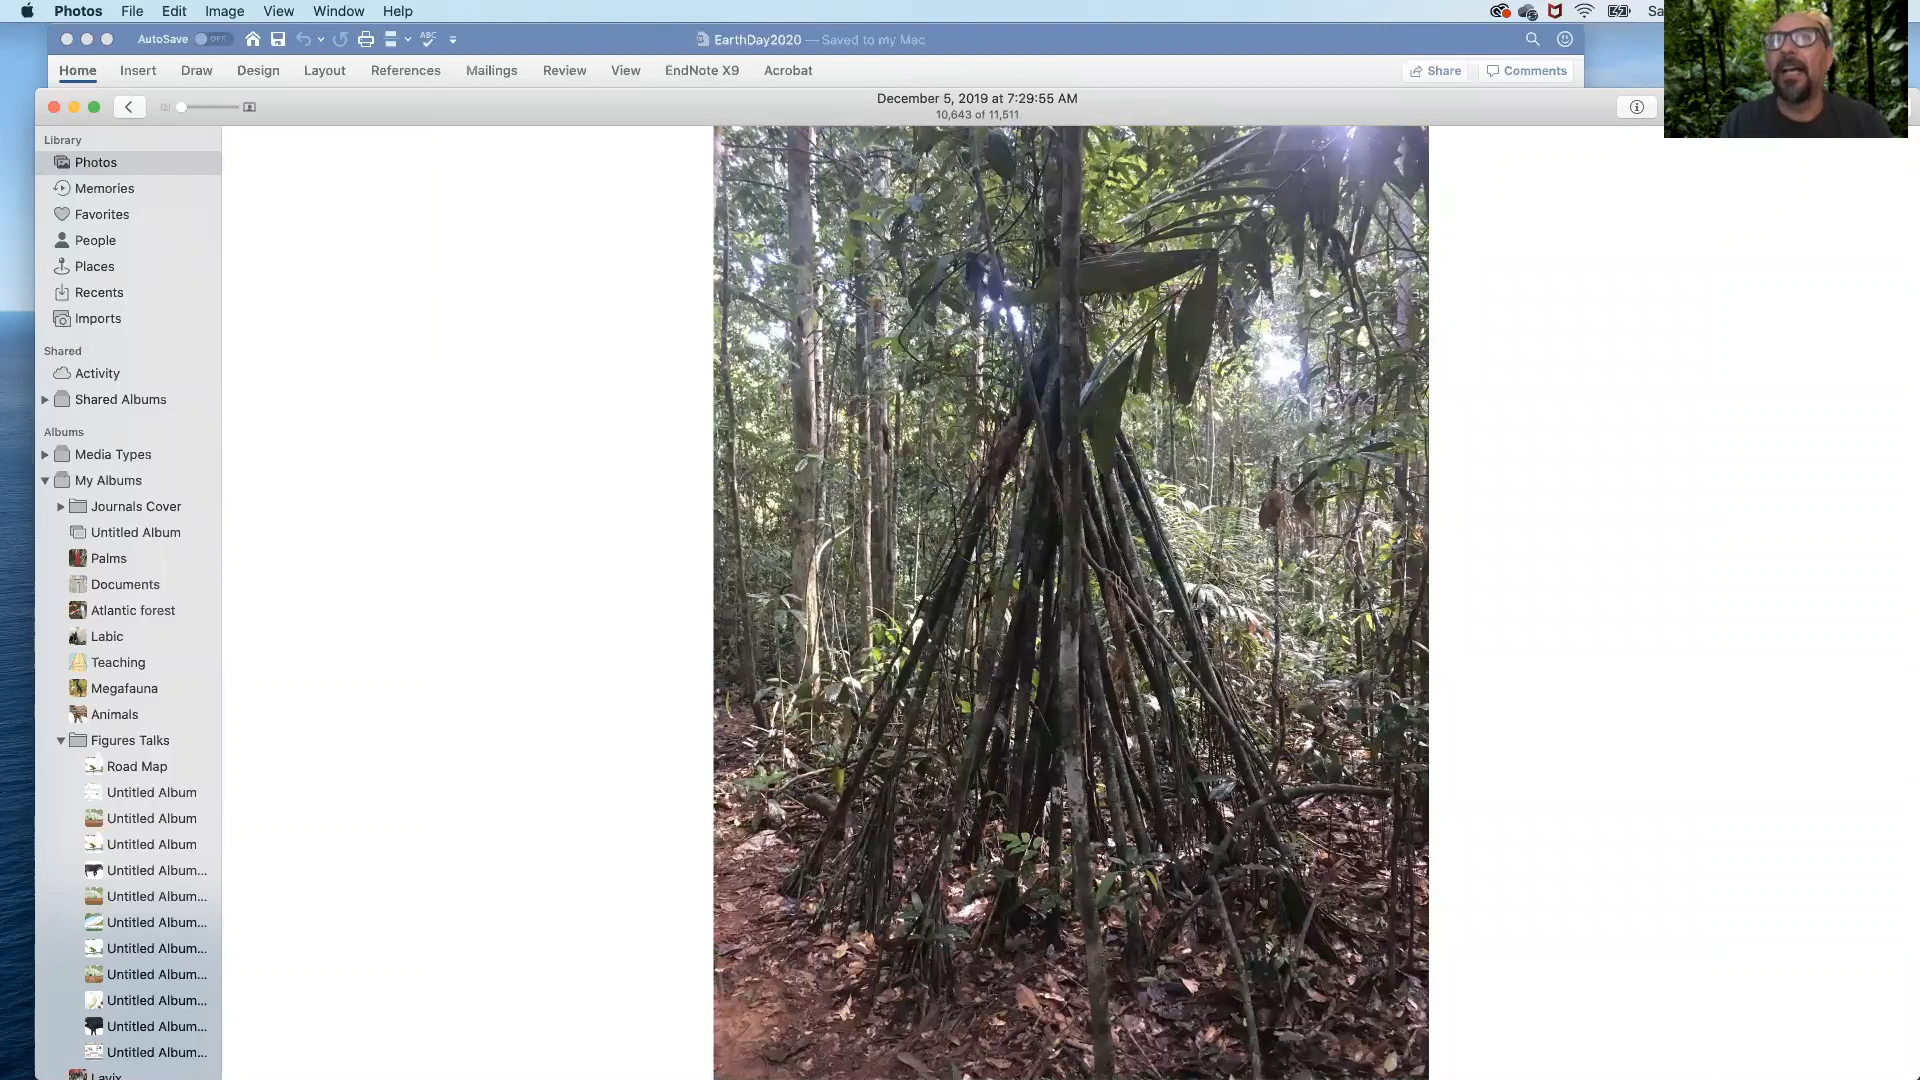 Photos File Edit Image View Window Help Sa
AutoSave OFF ABC EarthDay2020 — Saved to my Mac
Home Insert Draw Design Layout References Mailings Review View EndNote X9 Acrobat Share Comments
December 5, 2019 at 7:29:55 AM
10,643 of 11,511
Library
Photos
Memories
Favorites
People
Places
Recents
Imports
Shared
Activity
Shared Albums
Albums
Media Types
My Albums
Journals Cover
Untitled Album
Palms
Documents
Atlantic forest
Labic
Teaching
Megafauna
Animals
Figures Talks
Road Map
Untitled Album
Untitled Album
Untitled Album
Untitled Album...
Untitled Album...
Untitled Album...
Untitled Album...
Untitled Album...
Untitled Album...
Untitled Album...
Untitled Album...